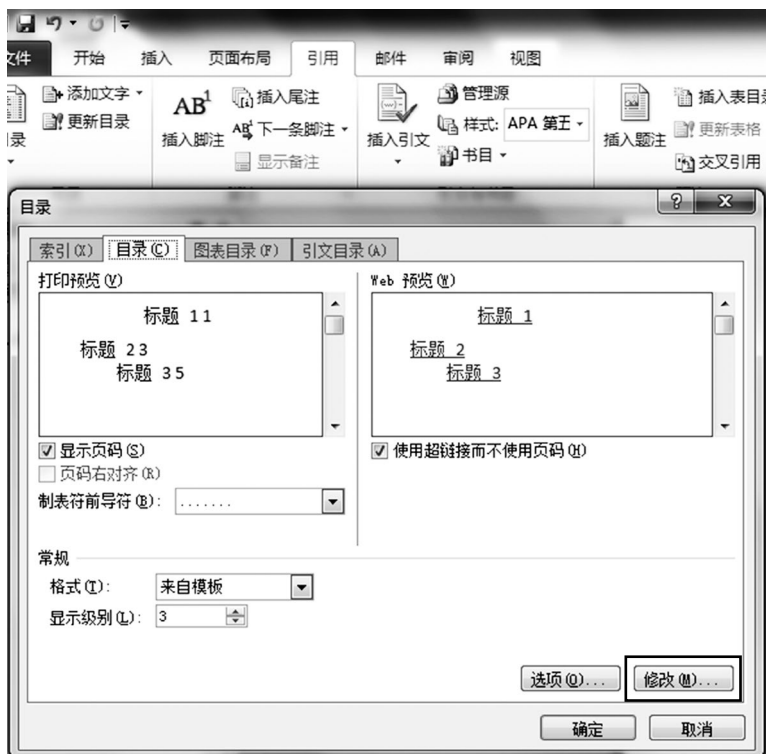 文件 开始 插入 页面布局 引用 邮件 审阅 视图
添加文字
更新目录
AB¹
插入脚注
插入尾注
AB 下一条脚注
显示备注
插入引文
管理源
样式: APA 第五
书目
插入题注
插入表目录
更新表格
交叉引用
目录
索引(X) 目录(C) 图表目录(F) 引文目录(A)
打印预览(V)
标题 1 1
标题 2 3
标题 3 5
Web 预览(W)
标题 1
标题 2
标题 3
显示页码(S)
页码右对齐(R)
制表符前导符(B): .......
使用超链接而不使用页码(H)
常规
格式(T): 来自模板
显示级别(L): 3
选项(O)... 修改(M)...
确定 取消